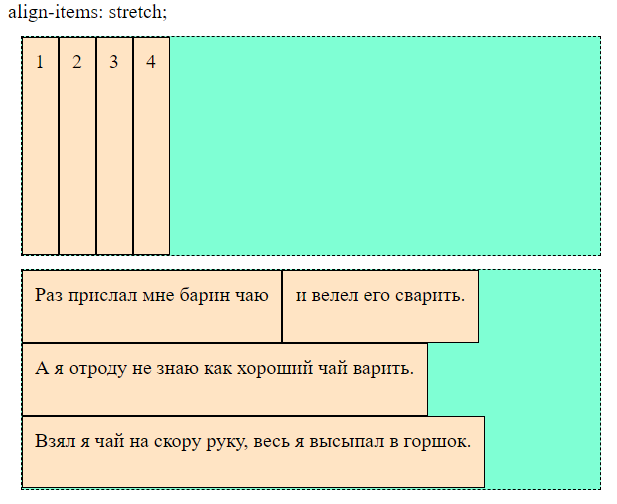 align-items: stretch;
1 2 3 4
Раз прислал мне барин чаю и велел его сварить.
А я отроду не знаю как хороший чай варить.
Взял я чай на скору руку, весь я высыпал в горшок.